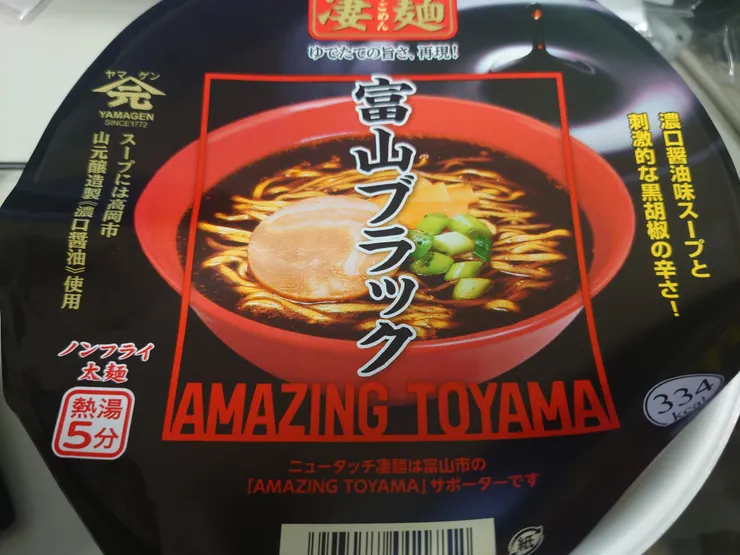 凄麺
ごめん
ゆでたての旨さ、再現！
ヤマゲン
元
YAMAGEN
SINCE1772
スープには高岡市
山元醸造製《濃口醤油》使用
富山ブラック
濃口醤油味スープと
刺激的な黒胡椒の辛さ！
ノンフライ
太麺
熱湯
5分
AMAZING TOYAMA
334
kcal
ニュータッチ凄麺は富山市の
「AMAZING TOYAMA」サポーターです
紙